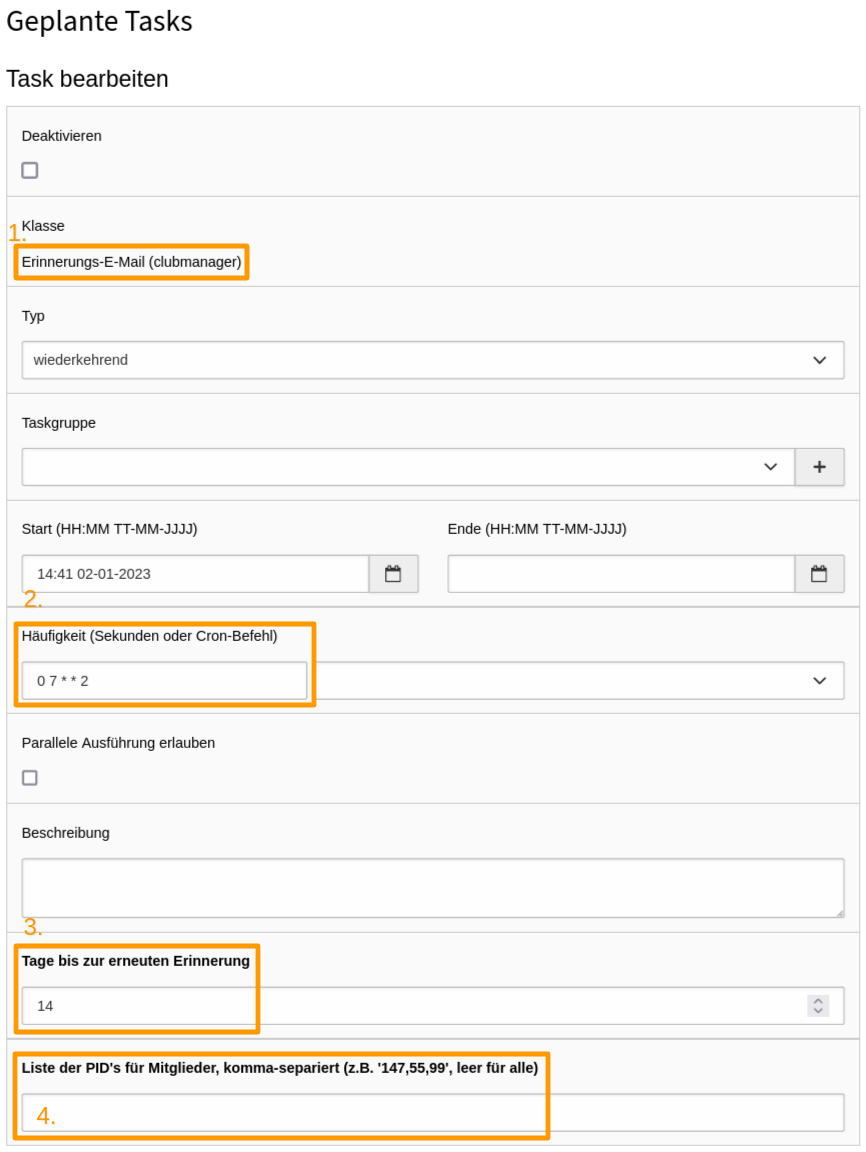 Geplante Tasks
Task bearbeiten
Deaktivieren
Klasse
1.
Erinnerungs-E-Mail (clubmanager)
Typ
wiederkehrend
Taskgruppe
+
Start (HH:MM TT-MM-JJJJ) Ende (HH:MM TT-MM-JJJJ)
14:41 02-01-2023
2.
Häufigkeit (Sekunden oder Cron-Befehl)
0 7 * * 2
Parallele Ausführung erlauben
Beschreibung
3.
Tage bis zur erneuten Erinnerung
14
Liste der PID's für Mitglieder, komma-separiert (z.B. '147,55,99', leer für alle)
4.